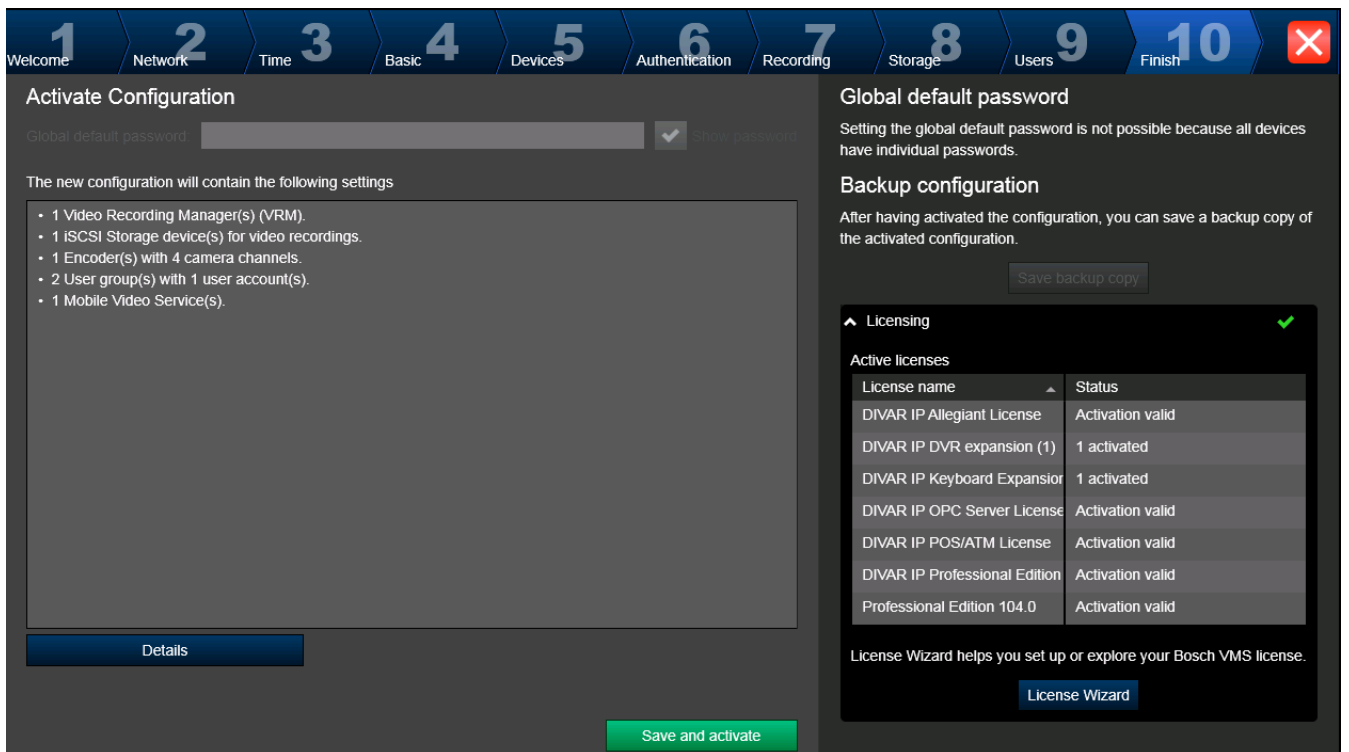 1 Welcome
2 Network
3 Time
4 Basic
5 Devices
6 Authentication
7 Recording
8 Storage
9 Users
10 Finish
Activate Configuration
Global default password:
Show password
The new configuration will contain the following settings
• 1 Video Recording Manager(s) (VRM).
• 1 iSCSI Storage device(s) for video recordings.
• 1 Encoder(s) with 4 camera channels.
• 2 User group(s) with 1 user account(s).
• 1 Mobile Video Service(s).
Details
Save and activate
Global default password
Setting the global default password is not possible because all devices
have individual passwords.
Backup configuration
After having activated the configuration, you can save a backup copy of
the activated configuration.
Save backup copy
Licensing
Active licenses
License name Status
DIVAR IP Allegiant License Activation valid
DIVAR IP DVR expansion (1) 1 activated
DIVAR IP Keyboard Expansion 1 activated
DIVAR IP OPC Server License Activation valid
DIVAR IP POS/ATM License Activation valid
DIVAR IP Professional Edition Activation valid
Professional Edition 104.0 Activation valid
License Wizard helps you set up or explore your Bosch VMS license.
License Wizard